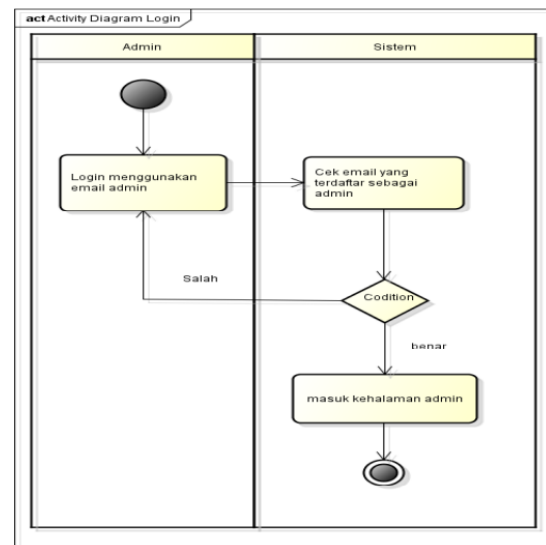 act Activity Diagram Login
Admin
Sistem
Login menggunakan
email admin
Cek email yang
terdaftar sebagai
admin
Salah
Codition
benar
masuk kehalaman admin